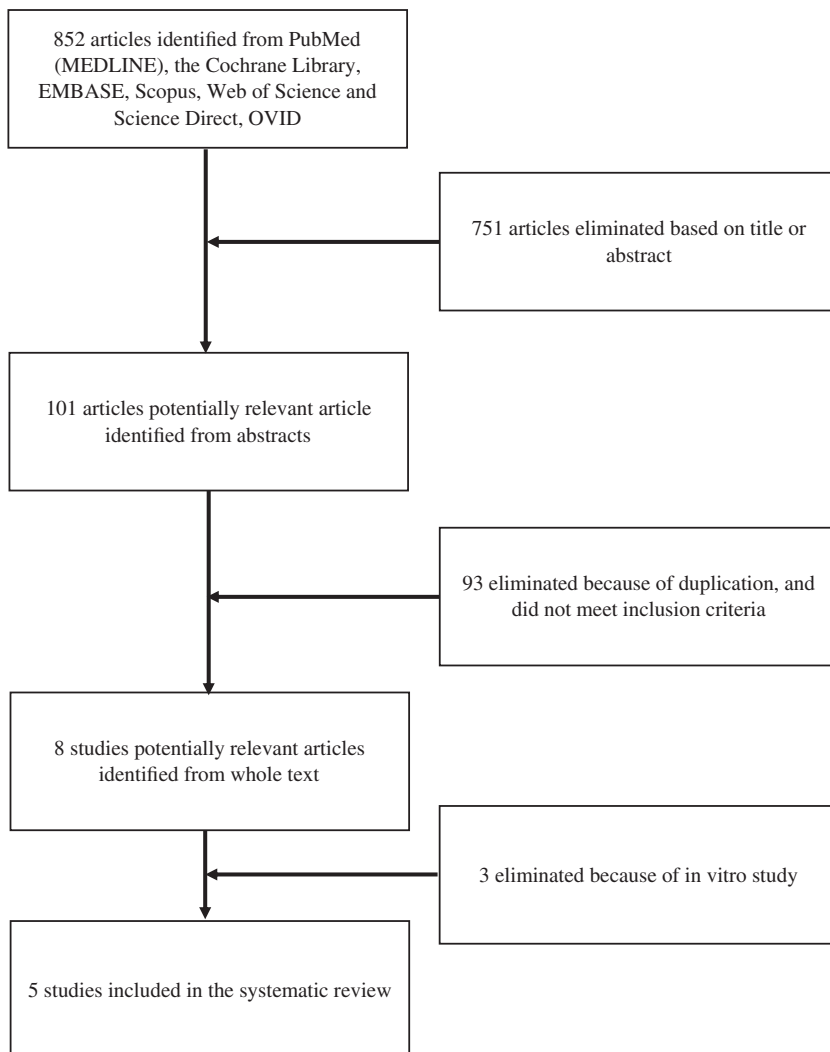 852 articles identified from PubMed
(MEDLINE), the Cochrane Library,
EMBASE, Scopus, Web of Science and
Science Direct, OVID
751 articles eliminated based on title or
abstract
101 articles potentially relevant article
identified from abstracts
93 eliminated because of duplication, and
did not meet inclusion criteria
8 studies potentially relevant articles
identified from whole text
3 eliminated because of in vitro study
5 studies included in the systematic review